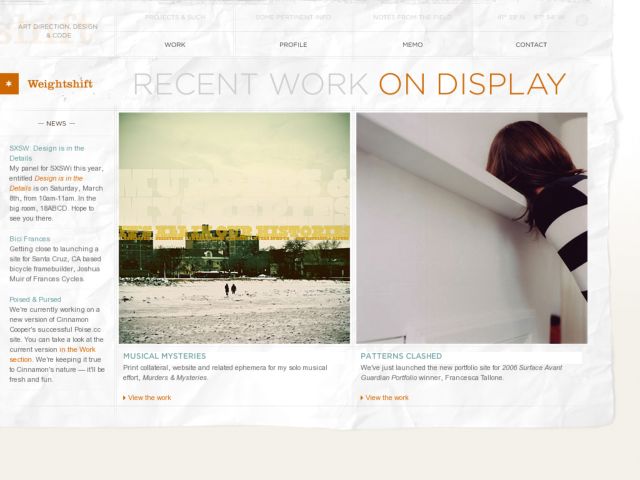 ART DIRECTION, DESIGN
& CODE
PROJECTS & SUCH
SOME PERTINENT INFO
NOTES FROM THE FIELD
WORK
PROFILE
MEMO
CONTACT
Weightshift
RECENT WORK ON DISPLAY
— NEWS —
SXSW: Design is in the
Details
My panel for SXSWi this year,
entitled Design is in the
Details is on Saturday, March
8th, from 10am-11am. In the
big room, 18ABCD. Hope to
see you there.
Bici Frances
Getting close to launching a
site for Santa Cruz, CA based
bicycle framebuilder, Joshua
Muir of Frances Cycles.
Poised & Pursed
We're currently working on a
new version of Cinnamon
Cooper's successful Poise.cc
site. You can take a look at the
current version in the Work
section. We're keeping it true
to Cinnamon's nature — it'll be
fresh and fun.
MUSICAL MYSTERIES
Print collateral, website and related ephemera for my solo musical
effort, Murders & Mysteries.
View the work
PATTERNS CLASHED
We've just launched the new portfolio site for 2006 Surface Avant
Guardian Portfolio winner, Francesca Tallone.
View the work